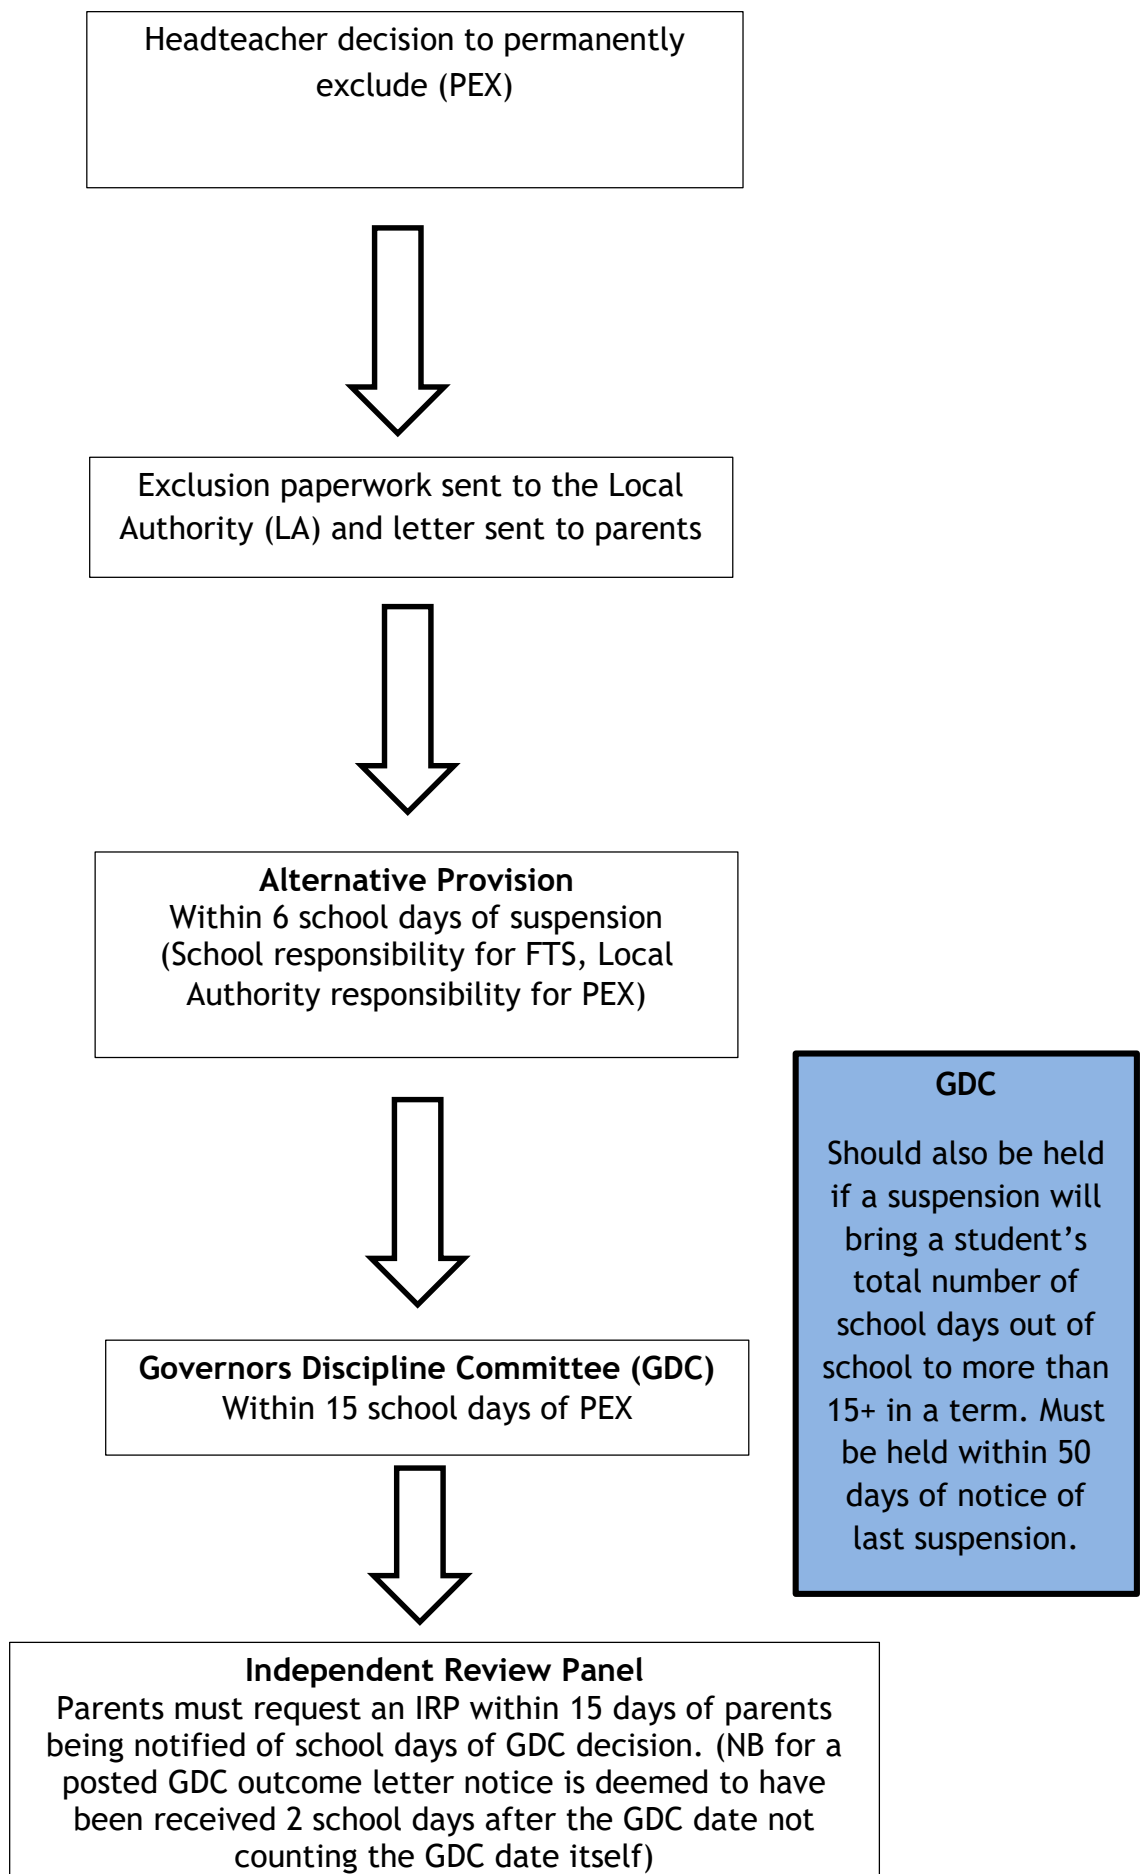 Headteacher decision to permanently
exclude (PEX)
Exclusion paperwork sent to the Local
Authority (LA) and letter sent to parents
Alternative Provision
Within 6 school days of suspension
(School responsibility for FTS, Local
Authority responsibility for PEX)
GDC
Should also be held
if a suspension will
bring a student’s
total number of
school days out of
school to more than
15+ in a term. Must
be held within 50
days of notice of
last suspension.
Governors Discipline Committee (GDC)
Within 15 school days of PEX
Independent Review Panel
Parents must request an IRP within 15 days of parents
being notified of school days of GDC decision. (NB for a
posted GDC outcome letter notice is deemed to have
been received 2 school days after the GDC date not
counting the GDC date itself)